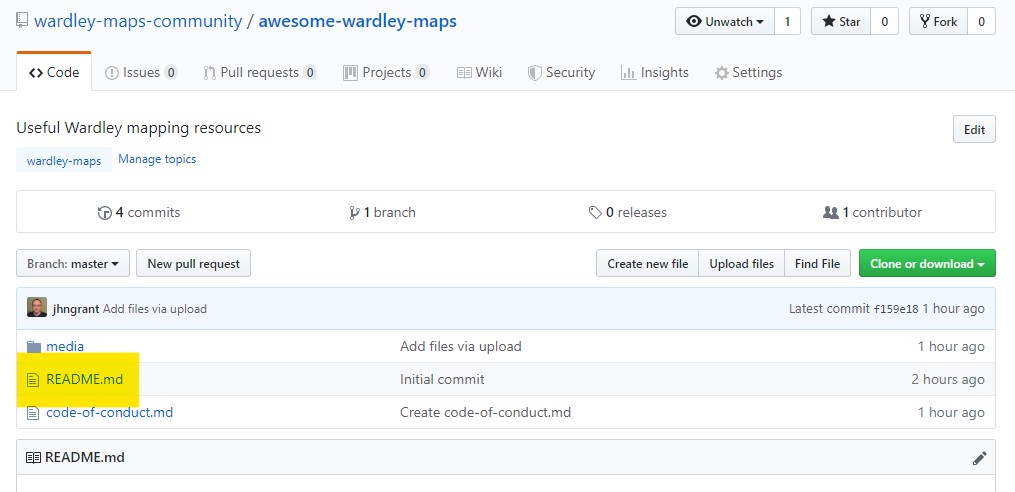 wardley-maps-community / awesome-wardley-maps Unwatch 1 Star 0 Fork 0
Code Issues 0 Pull requests 0 Projects 0 Wiki Security Insights Settings
Useful Wardley mapping resources Edit
wardley-maps Manage topics
4 commits 1 branch 0 releases 1 contributor
Branch: master New pull request Create new file Upload files Find File Clone or download
jhngrant Add files via upload Latest commit f159e18 1 hour ago
media Add files via upload 1 hour ago
README.md Initial commit 2 hours ago
code-of-conduct.md Create code-of-conduct.md 1 hour ago
README.md